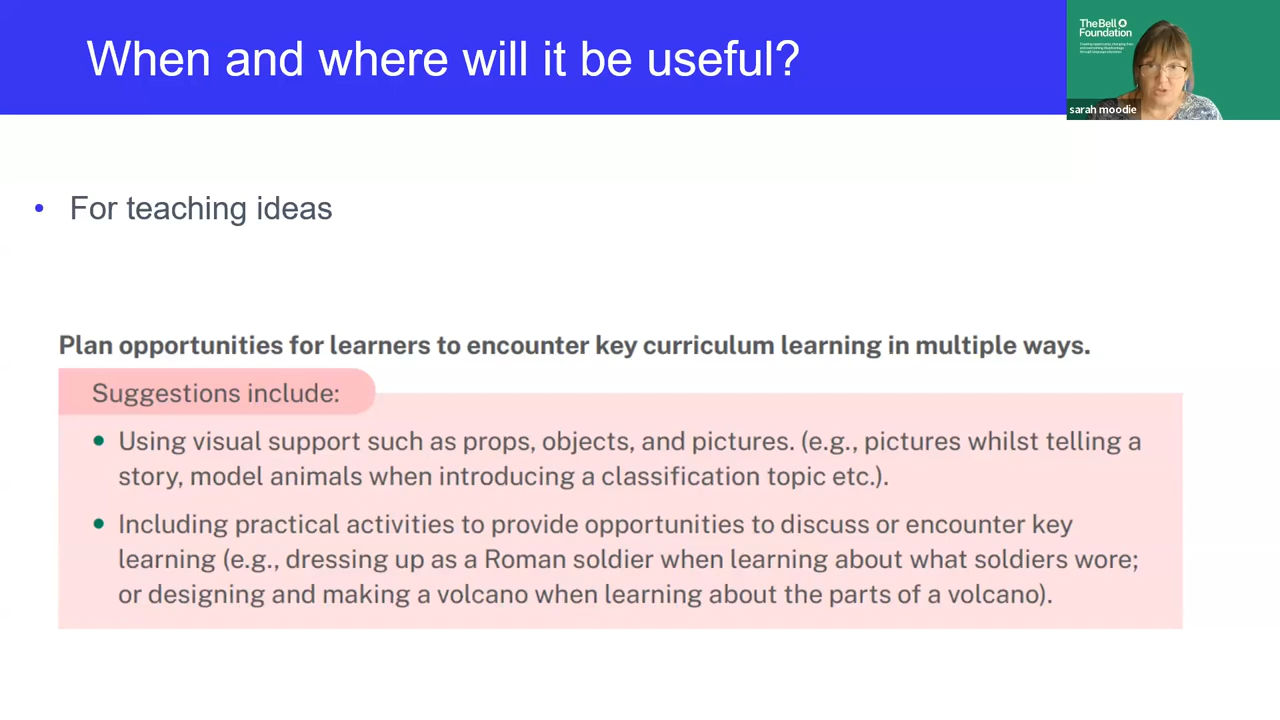 When and where will it be useful?
The Bell
Foundation
sarah moodie
• For teaching ideas
Plan opportunities for learners to encounter key curriculum learning in multiple ways.
Suggestions include:
• Using visual support such as props, objects, and pictures. (e.g., pictures whilst telling a
story, model animals when introducing a classification topic etc.).
• Including practical activities to provide opportunities to discuss or encounter key
learning (e.g., dressing up as a Roman soldier when learning about what soldiers wore;
or designing and making a volcano when learning about the parts of a volcano).